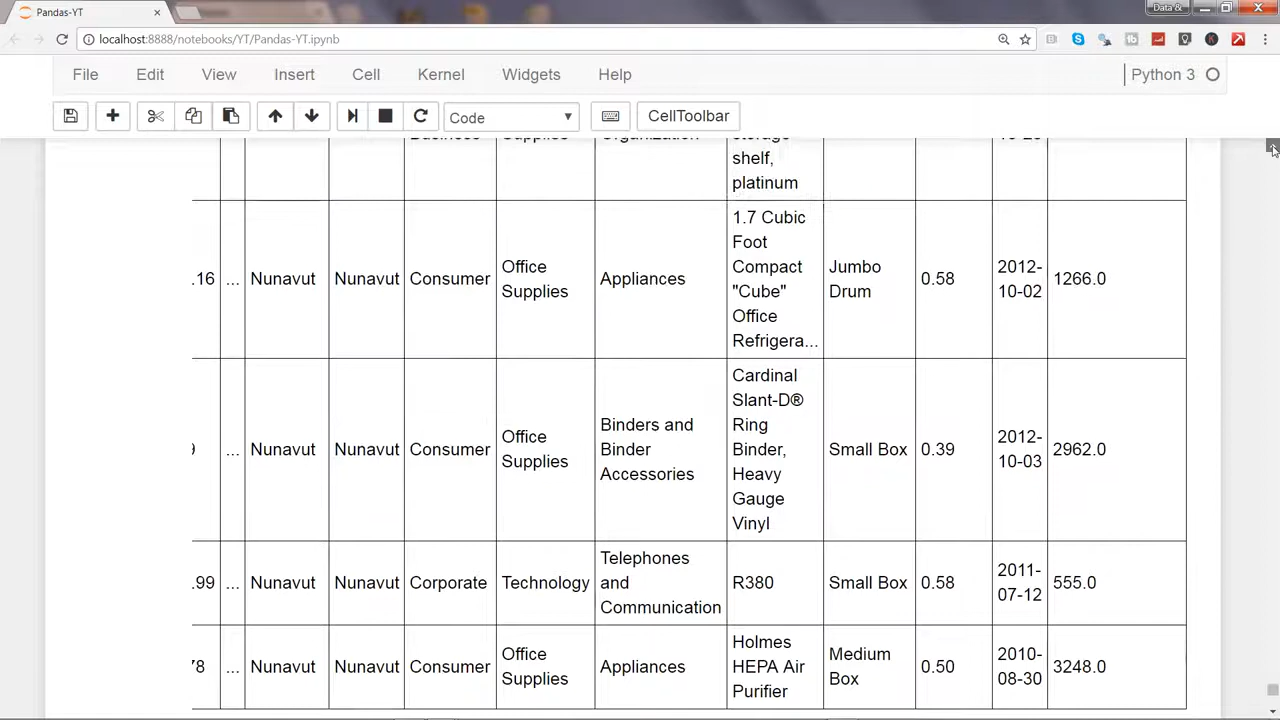 Pandas-YT
Data &
localhost:8888/notebooks/YT/Pandas-YT.ipynb
File Edit View Insert Cell Kernel Widgets Help
Python 3
Code
CellToolbar
shelf,
platinum
.16 ... Nunavut Nunavut Consumer
Office
Supplies
Appliances
1.7 Cubic
Foot
Compact
"Cube"
Office
Refrigera...
Jumbo
Drum
0.58
2012-
10-02
1266.0
... Nunavut Nunavut Consumer
Office
Supplies
Binders and
Binder
Accessories
Cardinal
Slant-D®
Ring
Binder,
Heavy
Gauge
Vinyl
Small Box
0.39
2012-
10-03
2962.0
.99 ... Nunavut Nunavut Corporate
Technology
Telephones
and
Communication
R380
Small Box
0.58
2011-
07-12
555.0
8 ... Nunavut Nunavut Consumer
Office
Supplies
Appliances
Holmes
HEPA Air
Purifier
Medium
Box
0.50
2010-
08-30
3248.0